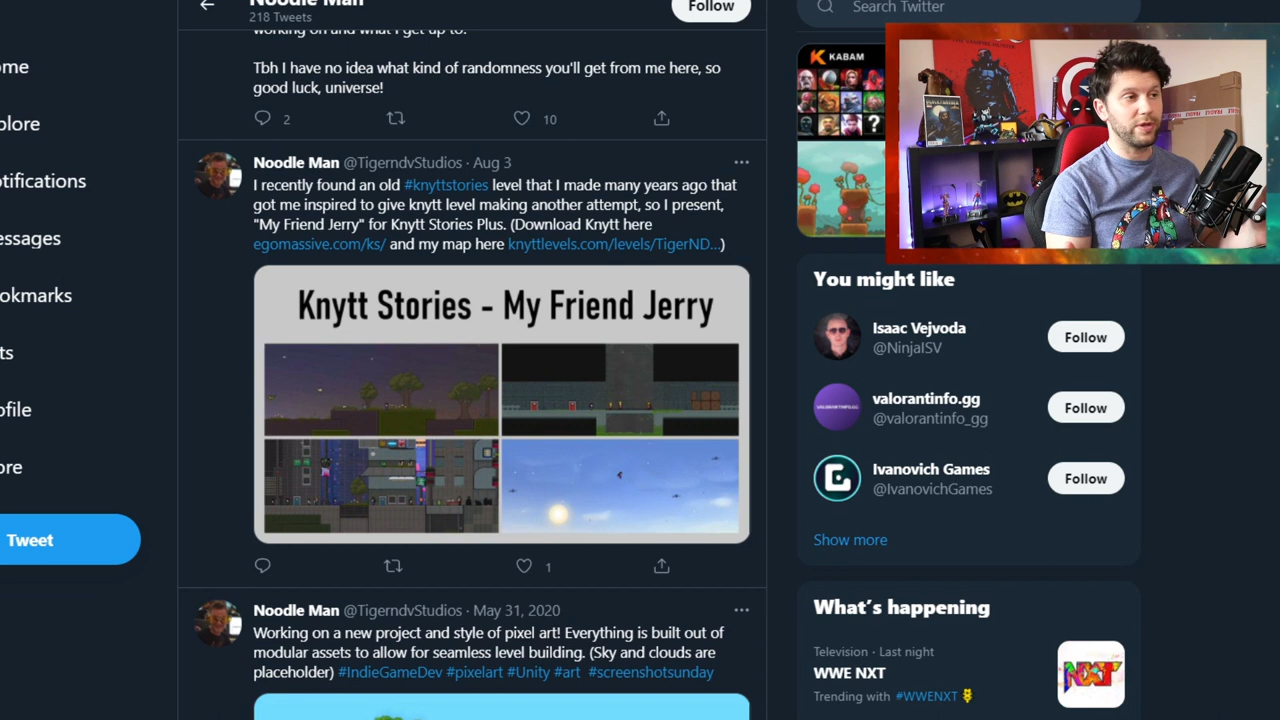 Noodle Man
218 Tweets
Follow
Search Twitter
working on and what I get up to.
Tbh I have no idea what kind of randomness you'll get from me here, so
good luck, universe!
2
10
Noodle Man @TigerndvStudios · Aug 3
I recently found an old #knyttstories level that I made many years ago that
got me inspired to give knytt level making another attempt, so I present,
"My Friend Jerry" for Knytt Stories Plus. (Download Knytt here
egomassive.com/ks/ and my map here knyttlevels.com/levels/TigerND...)
Knytt Stories - My Friend Jerry
1
Noodle Man @TigerndvStudios · May 31, 2020
Working on a new project and style of pixel art! Everything is built out of
modular assets to allow for seamless level building. (Sky and clouds are
placeholder) #IndieGameDev #pixelart #Unity #art #screenshotsunday
ome
plore
otifications
essages
okmarks
ts
ofile
ore
Tweet
KABAM
?
You might like
Isaac Vejvoda
@NinjaISV
Follow
valorantinfo.gg
@valorantinfo_gg
Follow
Ivanovich Games
@IvanovichGames
Follow
Show more
What's happening
Television · Last night
WWE NXT
Trending with #WWENXT
NXT